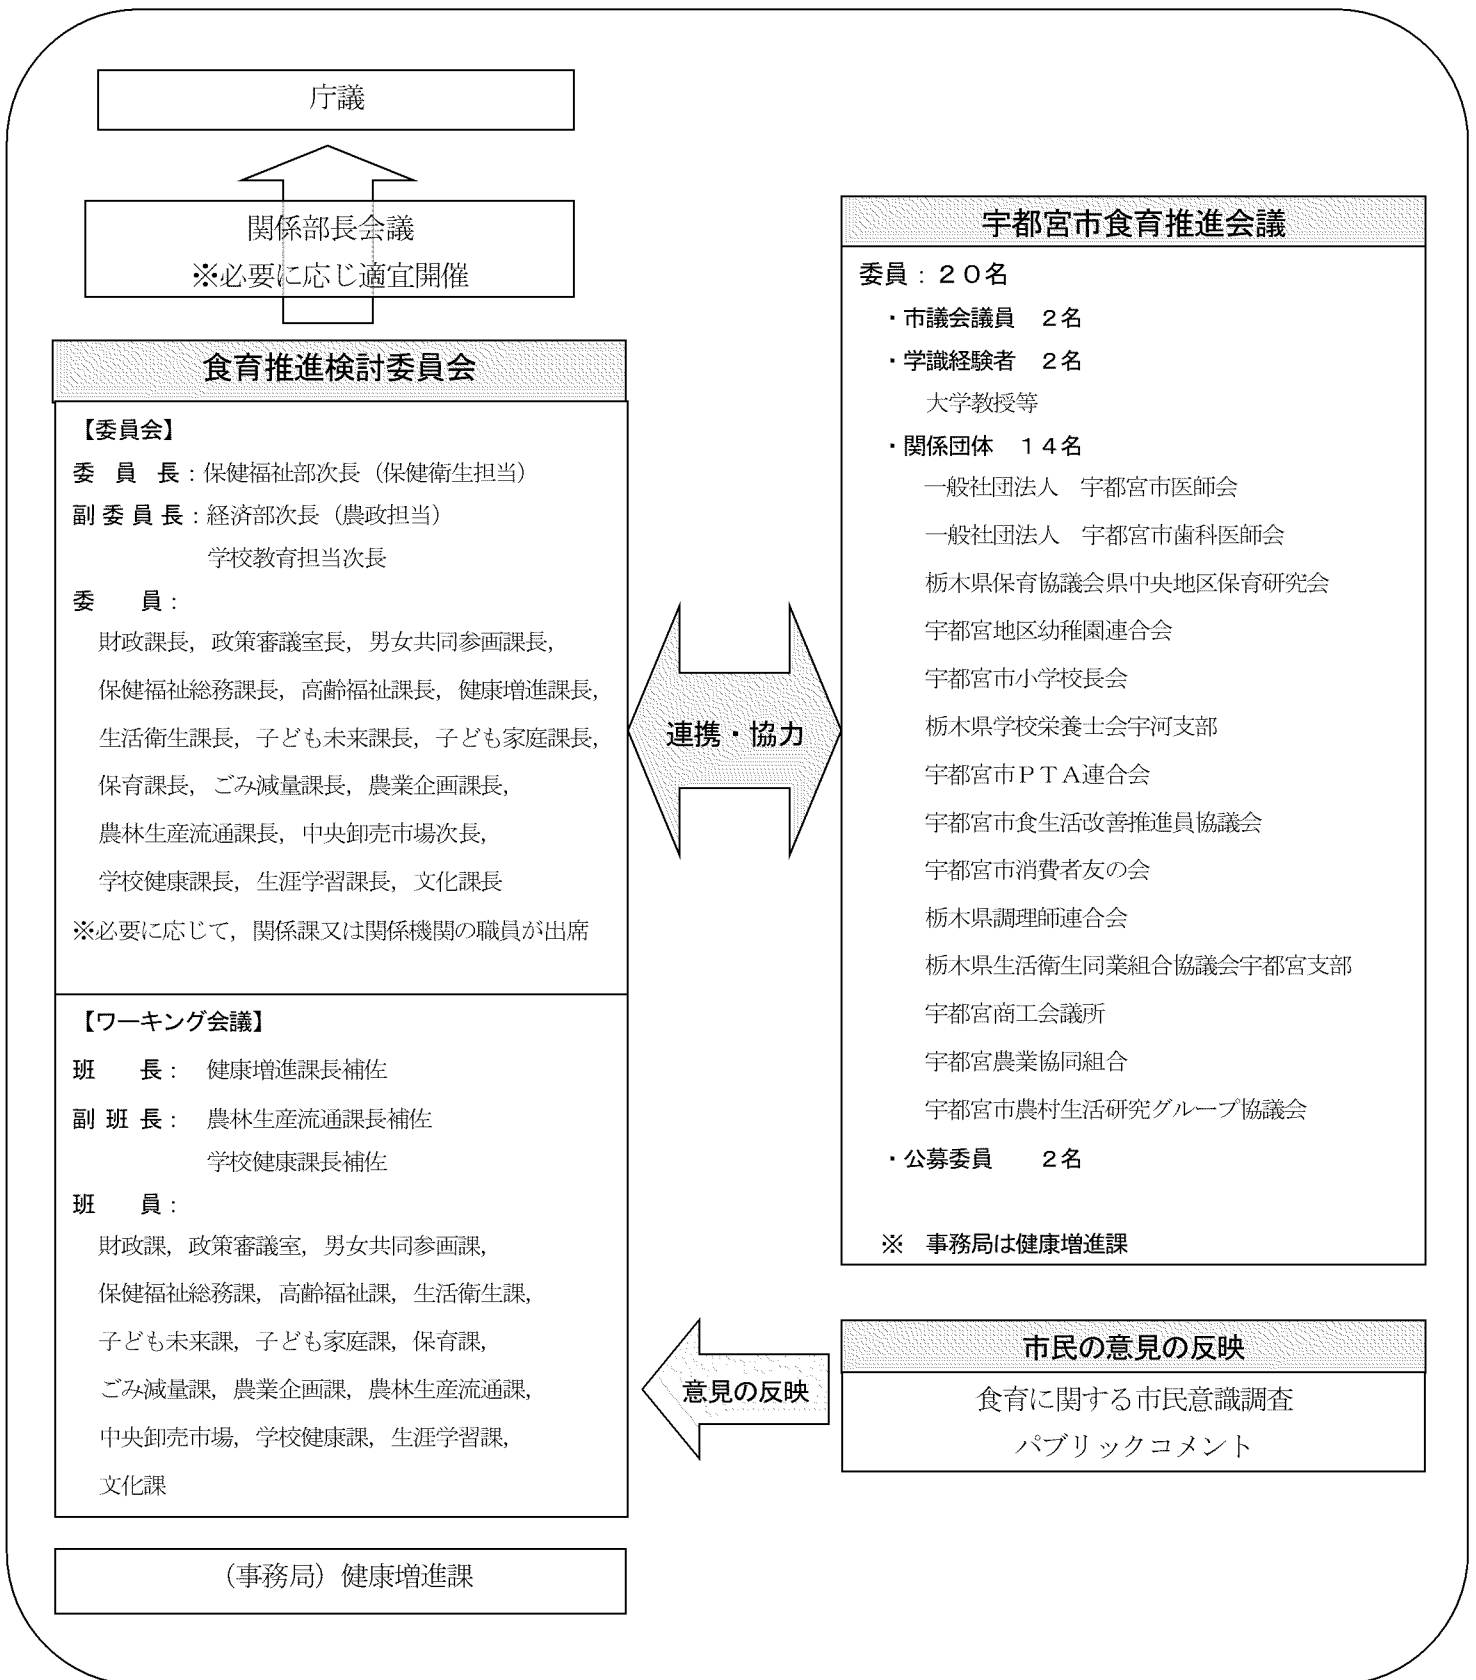 庁議
関係部長会議
※必要に応じ適宜開催
食育推進検討委員会
【委員会】
委　員　長：保健福祉部次長（保健衛生担当）
副委員長：経済部次長（農政担当）
学校教育担当次長
委　　員：
財政課長，政策審議室長，男女共同参画課長，
保健福祉総務課長，高齢福祉課長，健康増進課長，
生活衛生課長，子ども未来課長，子ども家庭課長，
保育課長，ごみ減量課長，農業企画課長，
農林生産流通課長，中央卸売市場次長，
学校健康課長，生涯学習課長，文化課長
※必要に応じて，関係課又は関係機関の職員が出席
【ワーキング会議】
班　　長：　健康増進課長補佐
副 班 長：　農林生産流通課長補佐
学校健康課長補佐
班　　員：
財政課，政策審議室，男女共同参画課，
保健福祉総務課，高齢福祉課，生活衛生課，
子ども未来課，子ども家庭課，保育課，
ごみ減量課，農業企画課，農林生産流通課，
中央卸売市場，学校健康課，生涯学習課，
文化課
（事務局）健康増進課
連携・協力
宇都宮市食育推進会議
委員：２０名
・市議会議員　２名
・学識経験者　２名
大学教授等
・関係団体　１４名
一般社団法人　宇都宮市医師会
一般社団法人　宇都宮市歯科医師会
栃木県保育協議会県中央地区保育研究会
宇都宮地区幼稚園連合会
宇都宮市小学校長会
栃木県学校栄養士会宇河支部
宇都宮市ＰＴＡ連合会
宇都宮市食生活改善推進員協議会
宇都宮市消費者友の会
栃木県調理師連合会
栃木県生活衛生同業組合協議会宇都宮支部
宇都宮商工会議所
宇都宮農業協同組合
宇都宮市農村生活研究グループ協議会
・公募委員　　２名
※　事務局は健康増進課
意見の反映
市民の意見の反映
食育に関する市民意識調査
パブリックコメント